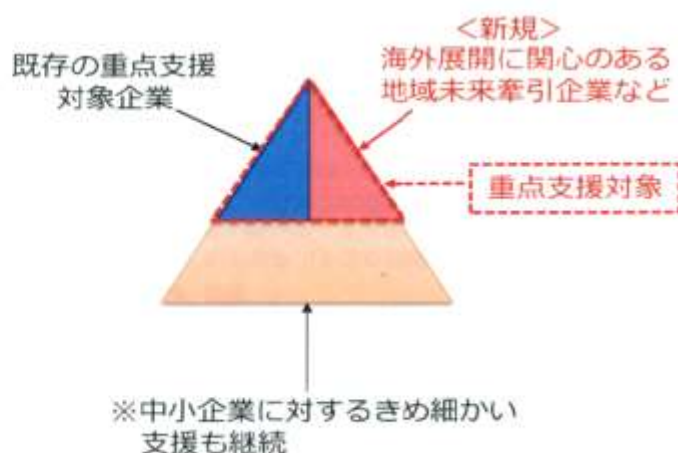 既存の重点支援
対象企業
＜新規＞
海外展開に関心のある
地域未来牽引企業など
重点支援対象
※中小企業に対するきめ細かい
支援も継続